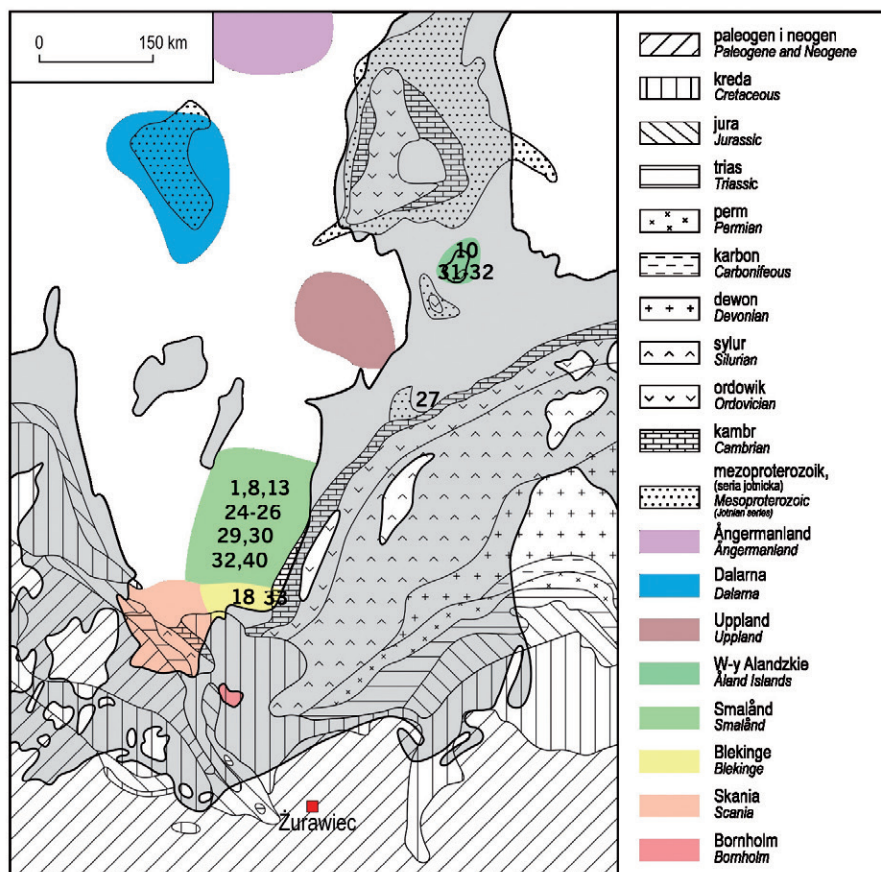 0 150 km
10
31-32
27
1,8,13
24-26
29,30
32,40
18 33
Żurawiec
paleogen i neogen
Paleogene and Neogene
kreda
Cretaceous
jura
Jurassic
trias
Triassic
perm
Permian
karbon
Carbonifeous
dewon
Devonian
sylur
Silurian
ordowik
Ordovician
kambr
Cambrian
mezoproterozoik,
(seria jotnicka)
Mesoproterozoic
(Jotnian series)
Ångermanland
Ångermanland
Dalarna
Dalarna
Uppland
Uppland
W-y Alandzkie
Åland Islands
Smalånd
Smalånd
Blekinge
Blekinge
Skania
Scania
Bornholm
Bornholm